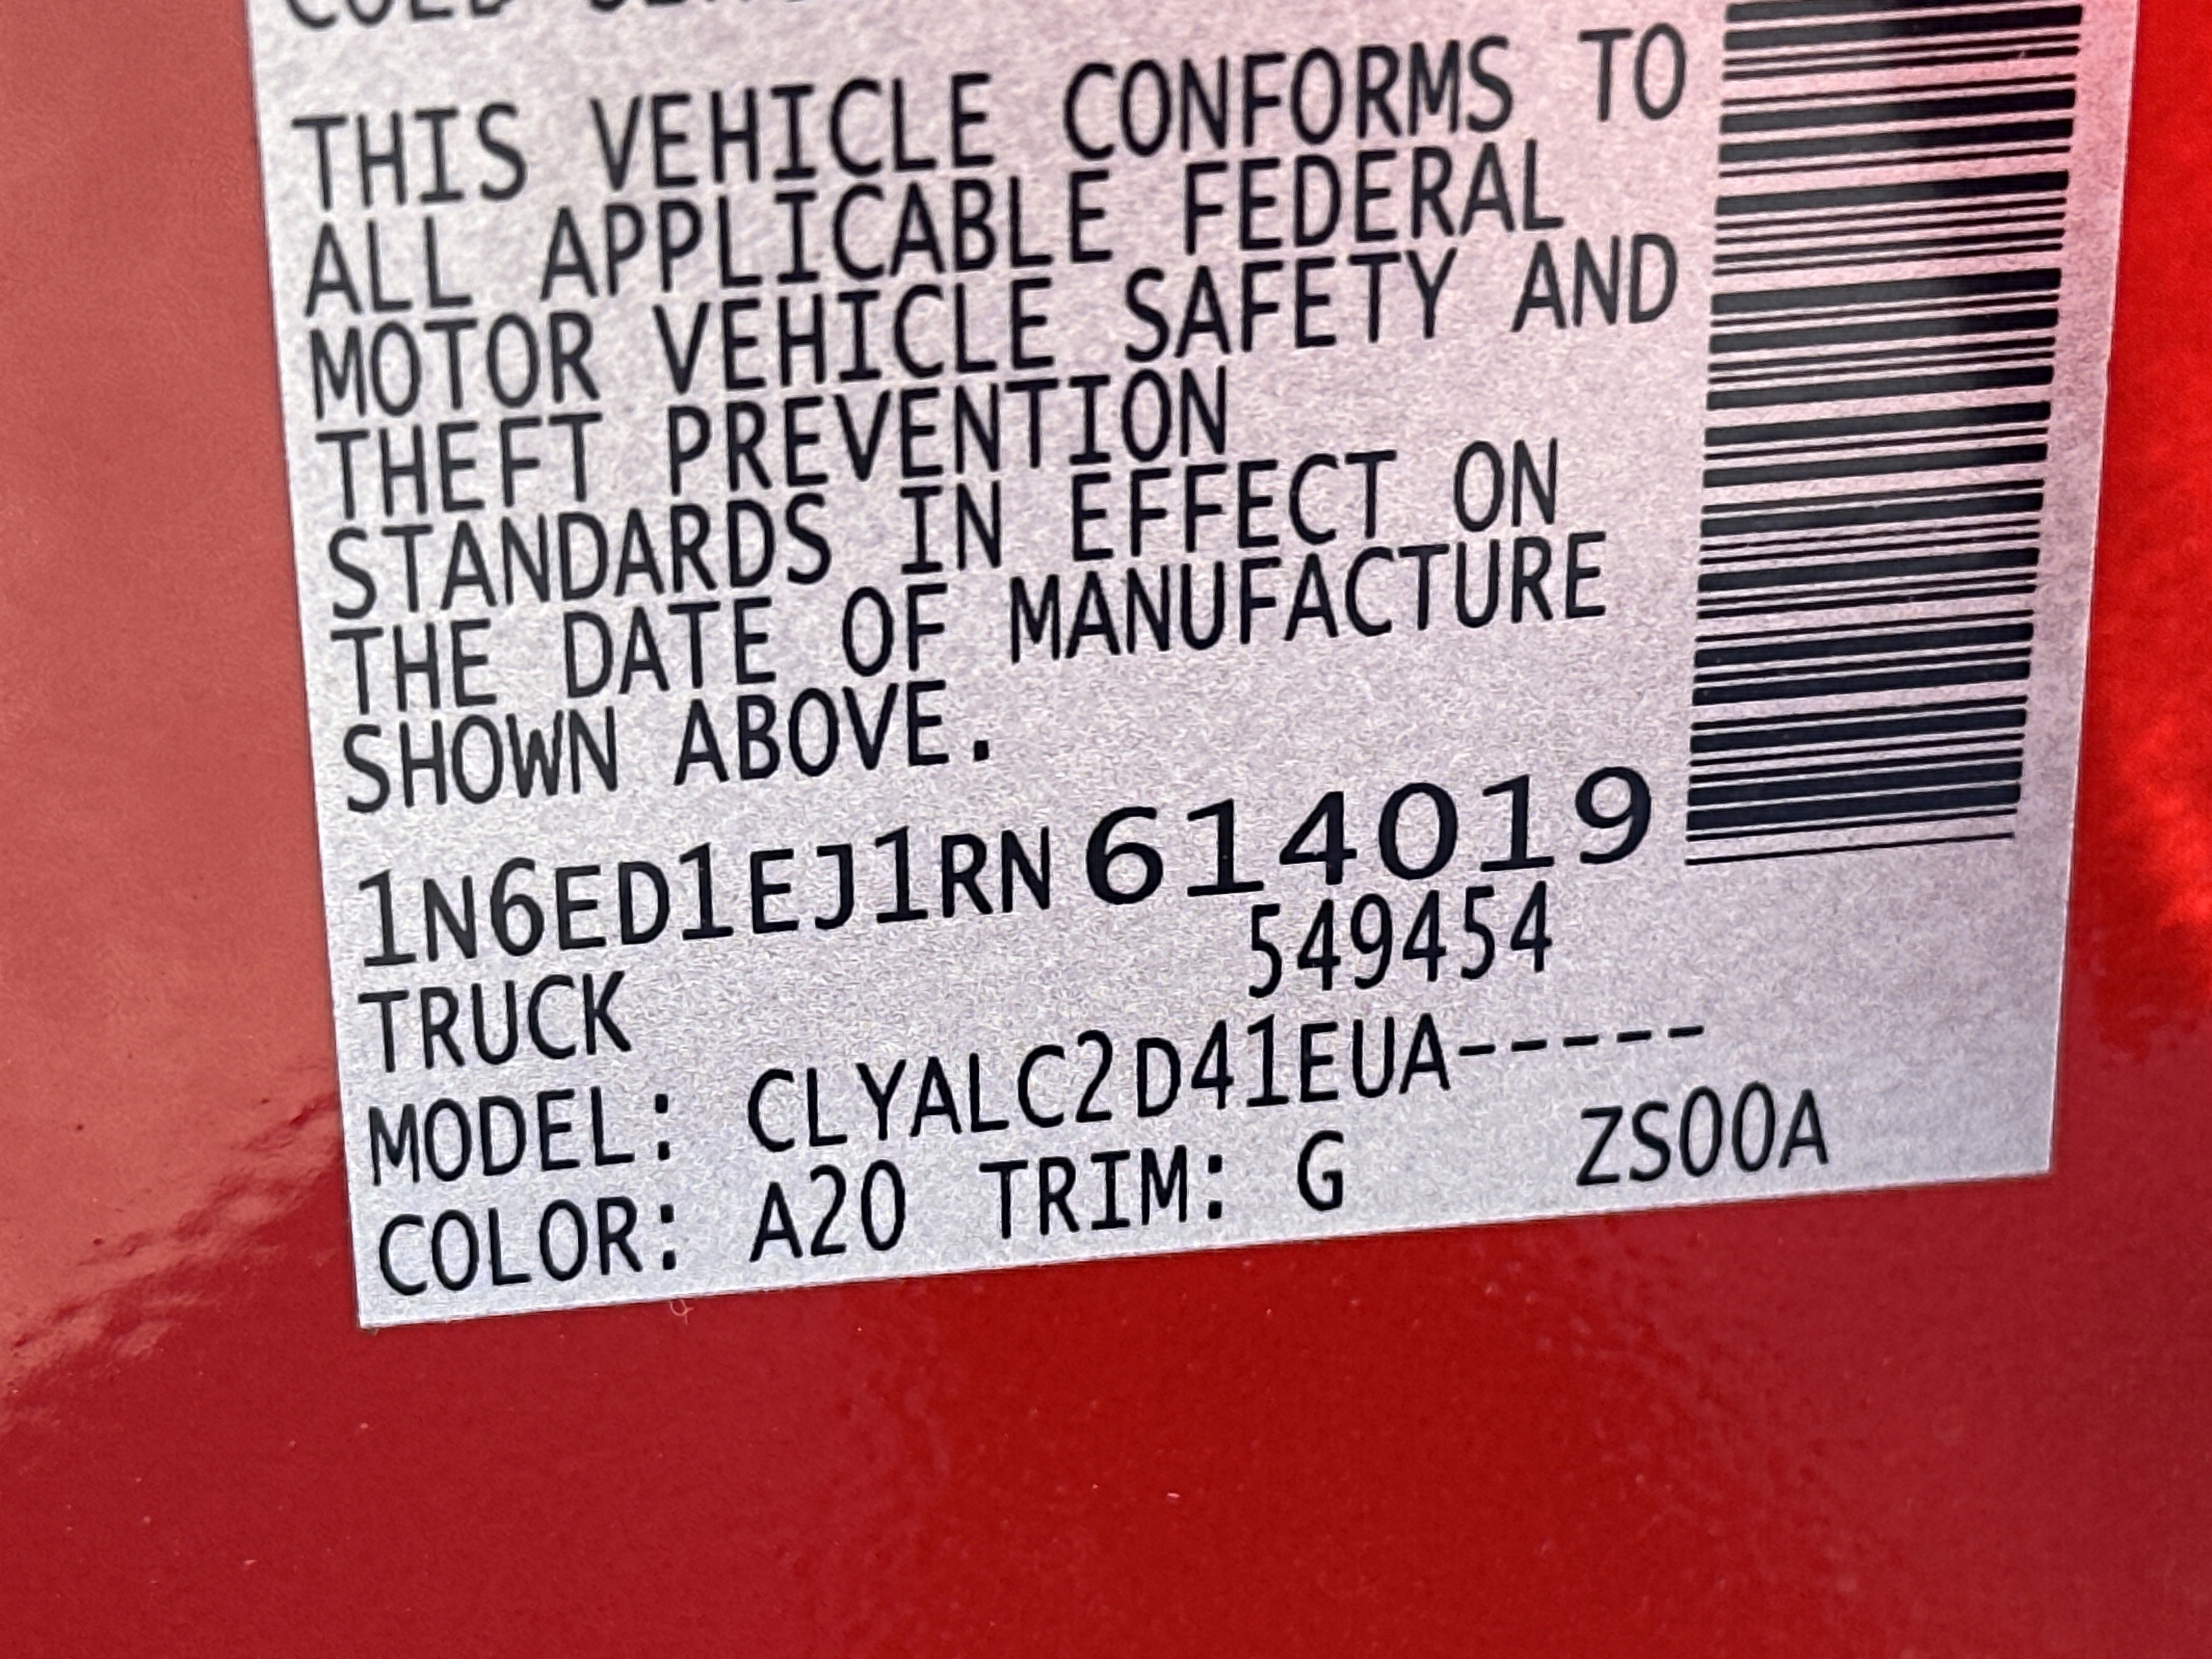 THIS VEHICLE CONFORMS TO
ALL APPLICABLE FEDERAL
MOTOR VEHICLE SAFETY AND
THEFT PREVENTION
STANDARDS IN EFFECT ON
THE DATE OF MANUFACTURE
SHOWN ABOVE.
1N6ED1EJ1RN614019
TRUCK 549454
MODEL: CLYALC2D41EUA-----
COLOR: A20 TRIM: G ZS00A